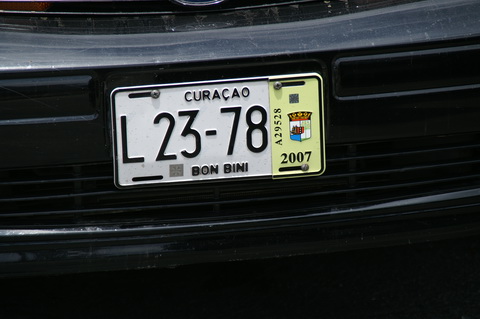 CURAÇAO
L 23-78
BON BINI
A29528
2007